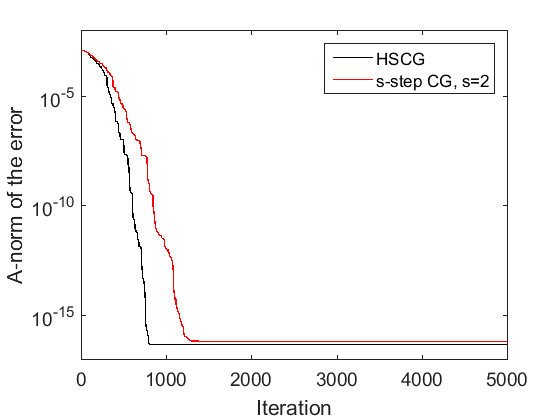 HSCG
s-step CG, s=2
10^-5
10^-10
10^-15
A-norm of the error
0 1000 2000 3000 4000 5000
Iteration